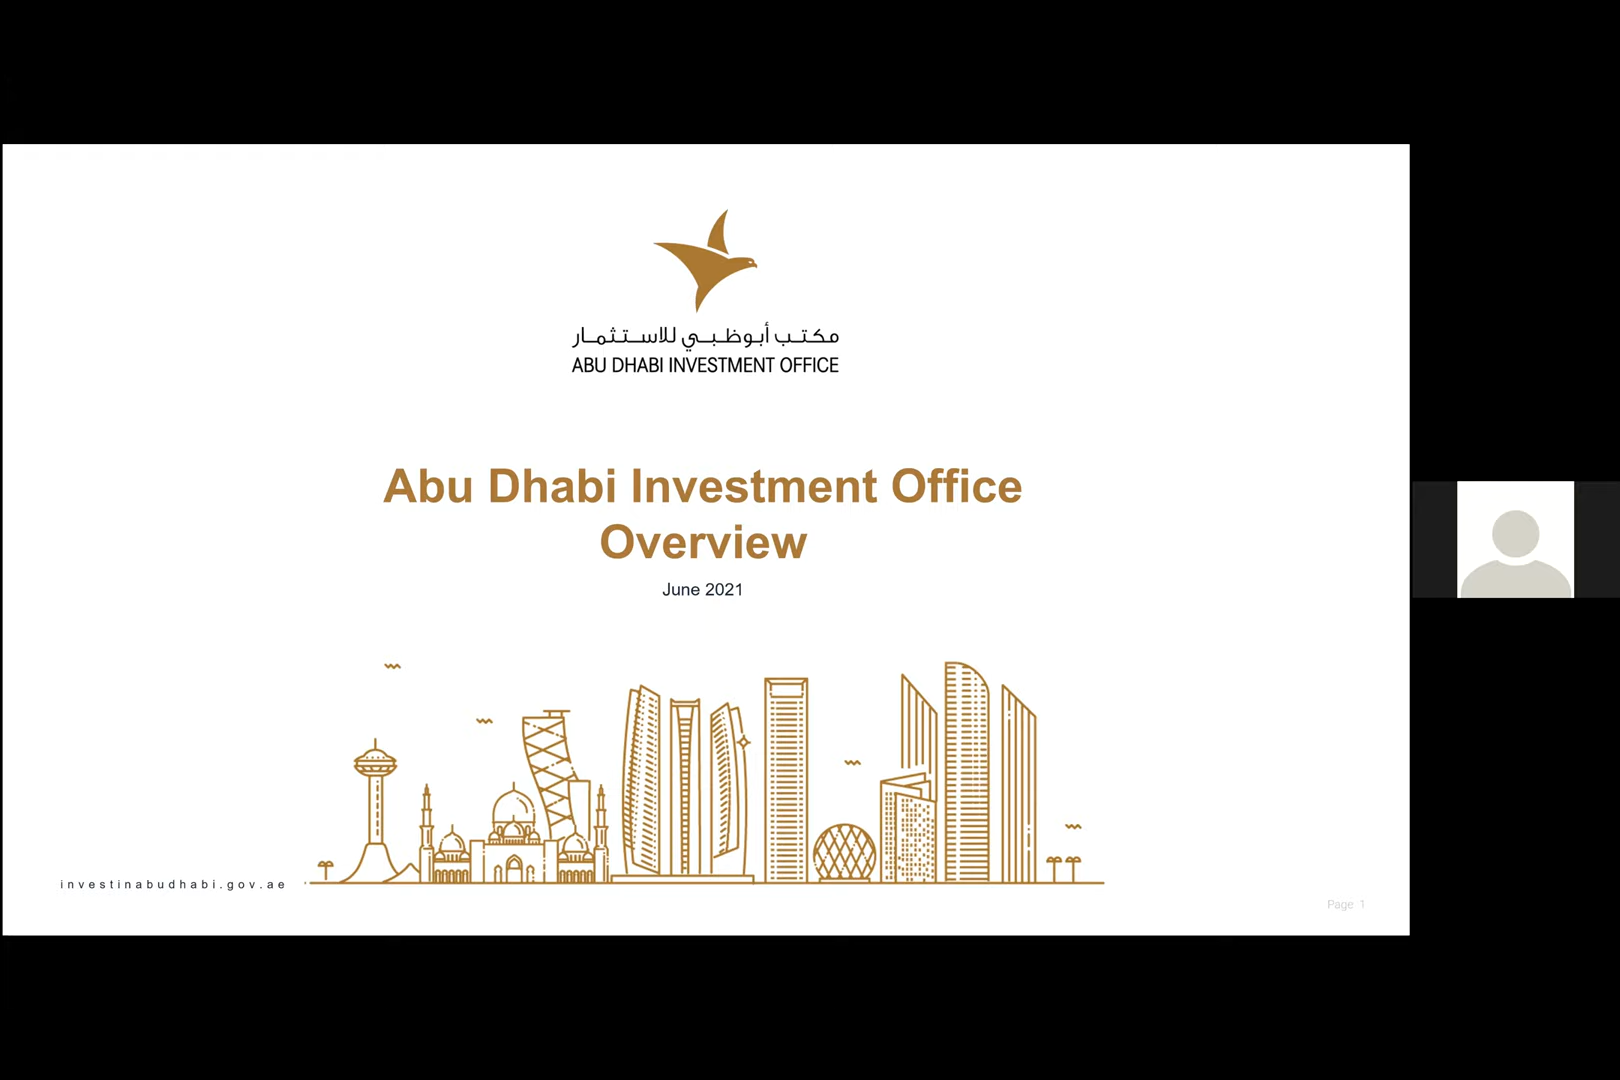 مكتب أبوظبي للاستثمار
ABU DHABI INVESTMENT OFFICE
Abu Dhabi Investment Office
Overview
June 2021
investinabudhabi.gov.ae
Page 1